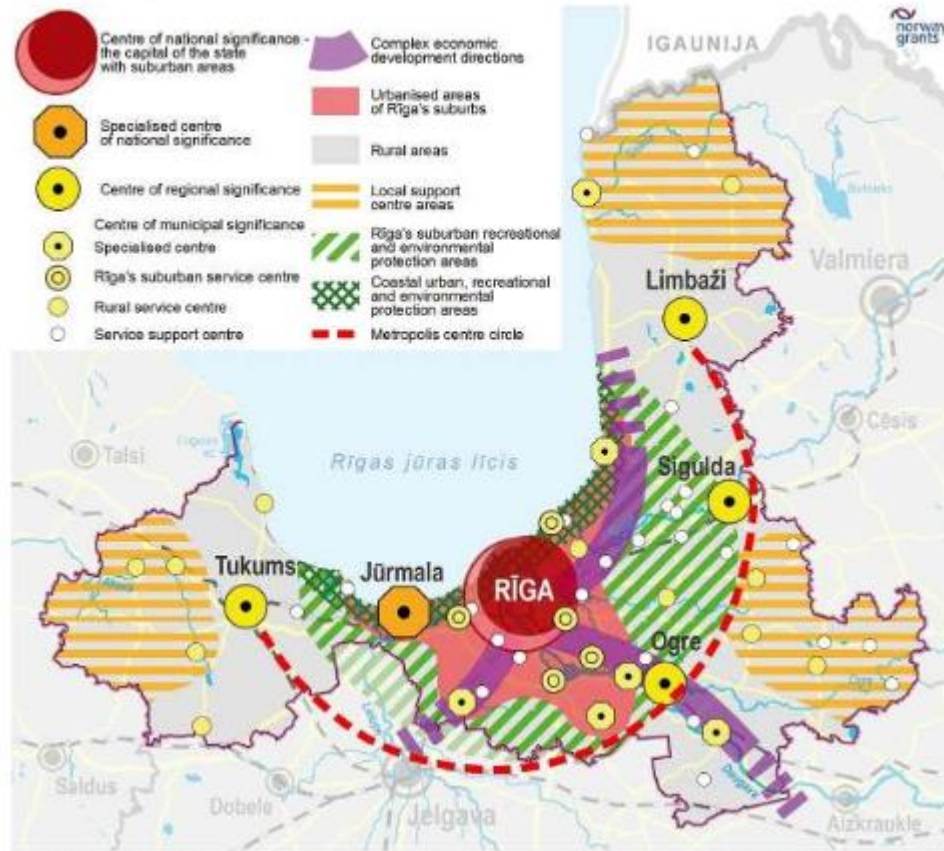 Centre of national significance -
the capital of the state
with suburban areas
Specialised centre
of national significance
Centre of regional significance
Centre of municipal significance
Specialised centre
Rīga's suburban service centre
Rural service centre
Service support centre
Complex economic
development directions
Urbanised areas
of Rīga's suburbs
Rural areas
Local support
centre areas
Rīga's suburban recreational
and environmental
protection areas
Coastal urban, recreational
and environmental
protection areas
Metropolis centre circle
norway
grants
IGAUNIJA
Valmiera
Limbaži
Cēsis
Talsi
Rīgas jūras līcis
Sigulda
Tukums
Jūrmala
RĪGA
Ogre
Saldus
Dobele
Jelgava
Daugava
Aizkraukle